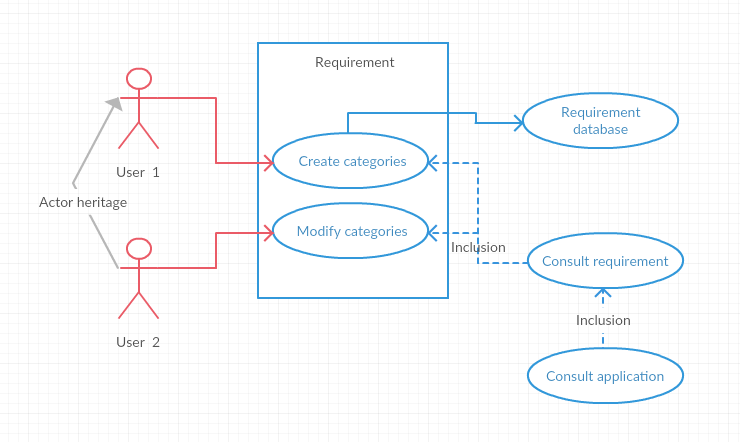 Requirement
Requirement
database
User 1
Create categories
Actor heritage
Modify categories
Inclusion
Consult requirement
Inclusion
User 2
Consult application